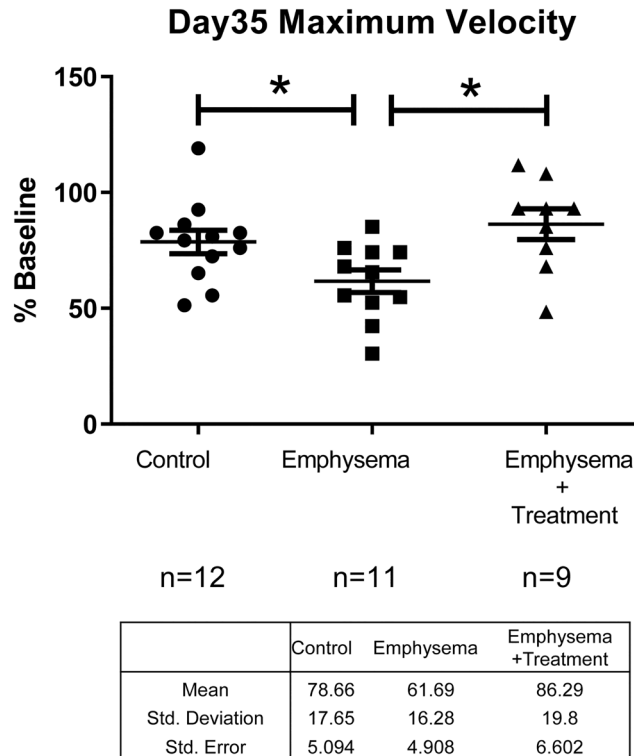 Day35 Maximum Velocity
% Baseline
150
100
50
0
* *
Control Emphysema Emphysema
+
Treatment
n=12 n=11 n=9
Control Emphysema Emphysema
+Treatment
Mean 78.66 61.69 86.29
Std. Deviation 17.65 16.28 19.8
Std. Error 5.094 4.908 6.602